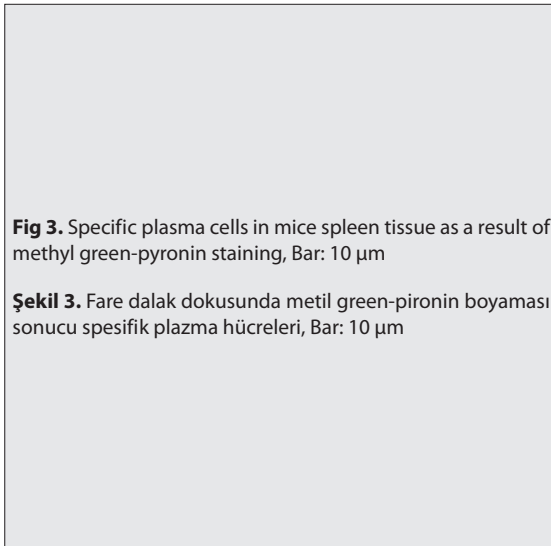 Fig 3. Specific plasma cells in mice spleen tissue as a result of
methyl green-pyronin staining, Bar: 10 µm
Şekil 3. Fare dalak dokusunda metil green-pironin boyaması
sonucu spesifik plazma hücreleri, Bar: 10 µm